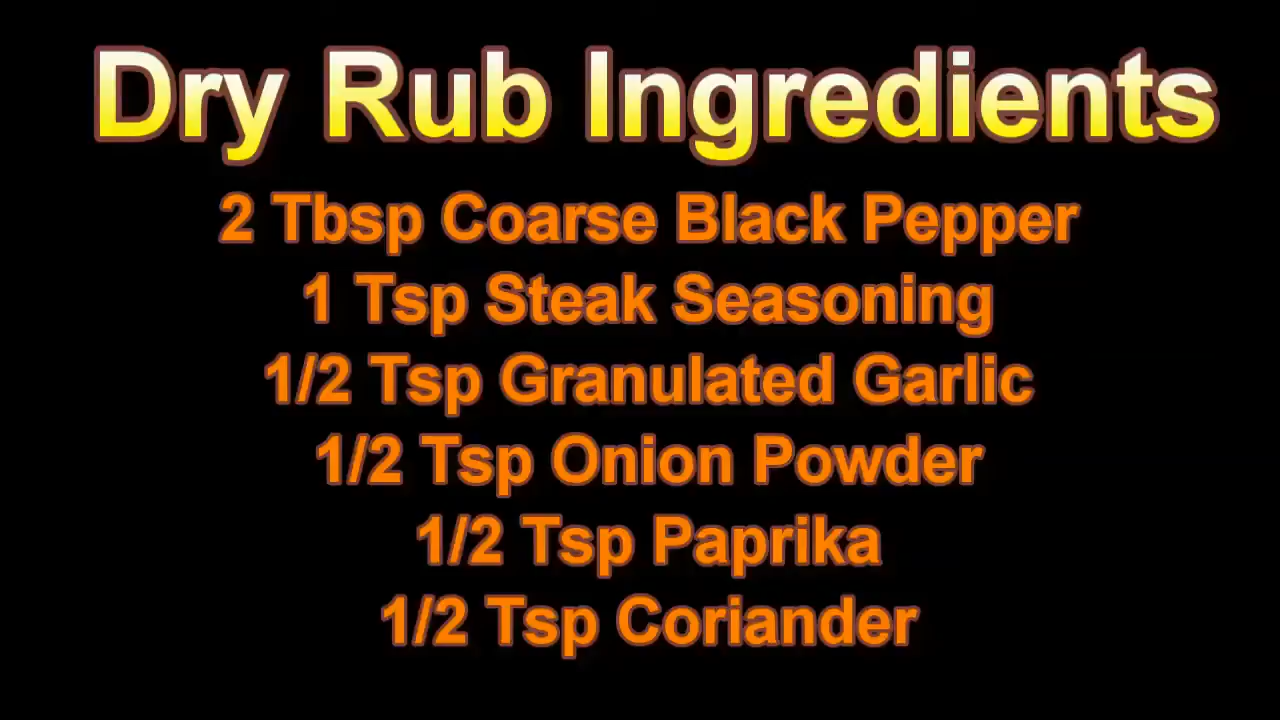 Dry Rub Ingredients
2 Tbsp Coarse Black Pepper
1 Tsp Steak Seasoning
1/2 Tsp Granulated Garlic
1/2 Tsp Onion Powder
1/2 Tsp Paprika
1/2 Tsp Coriander